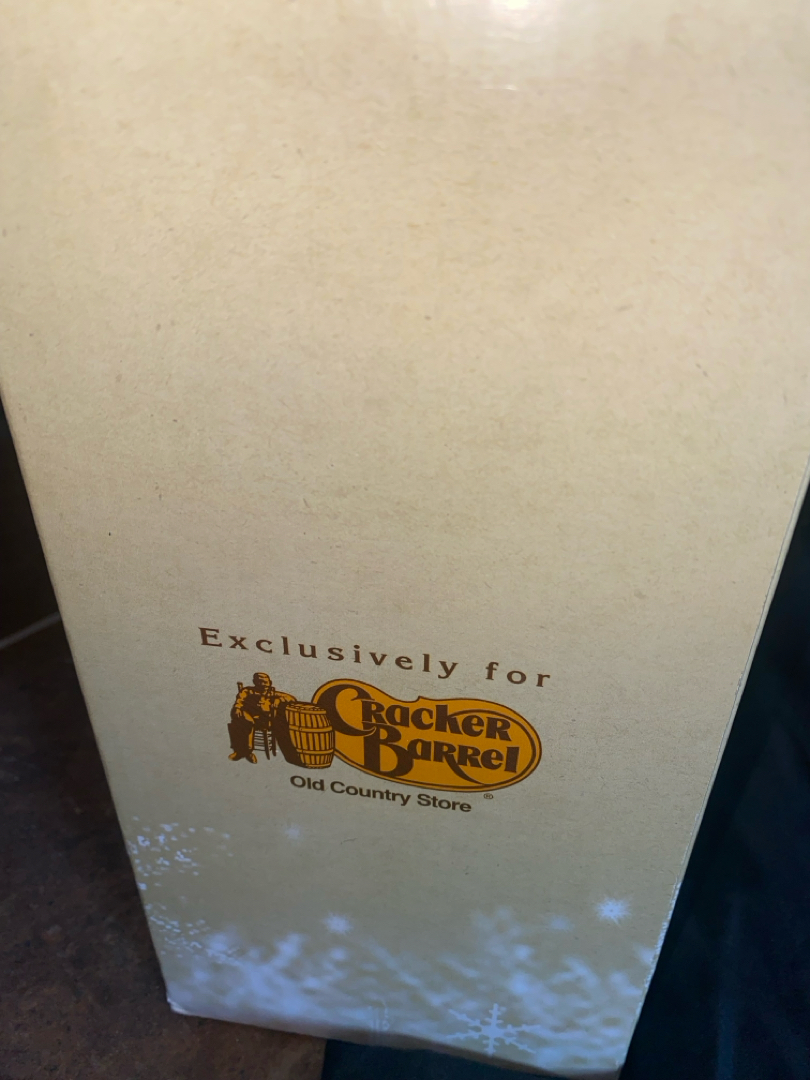 Exclusively for
Cracker
Barrel
Old Country Store
®